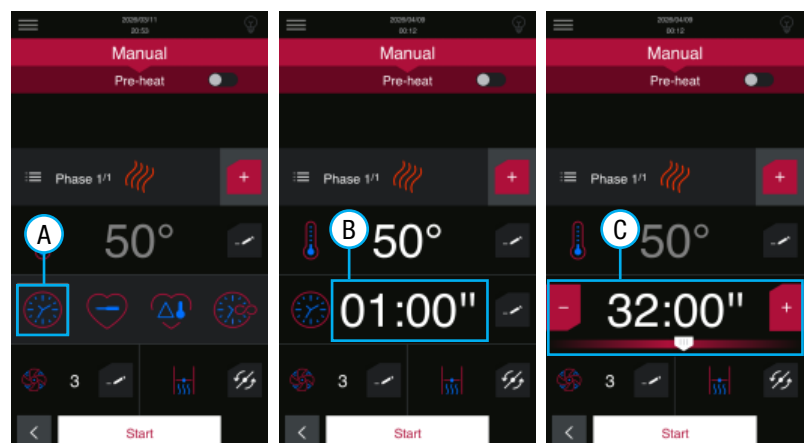 2026/03/11
20:53
Manual
Pre-heat
Phase 1/1
+
A
50°
3
Start
2026/04/09
00:12
Manual
Pre-heat
Phase 1/1
+
B
50°
01:00"
3
Start
2026/04/09
00:12
Manual
Pre-heat
Phase 1/1
+
C
50°
- 32:00" +
3
Start